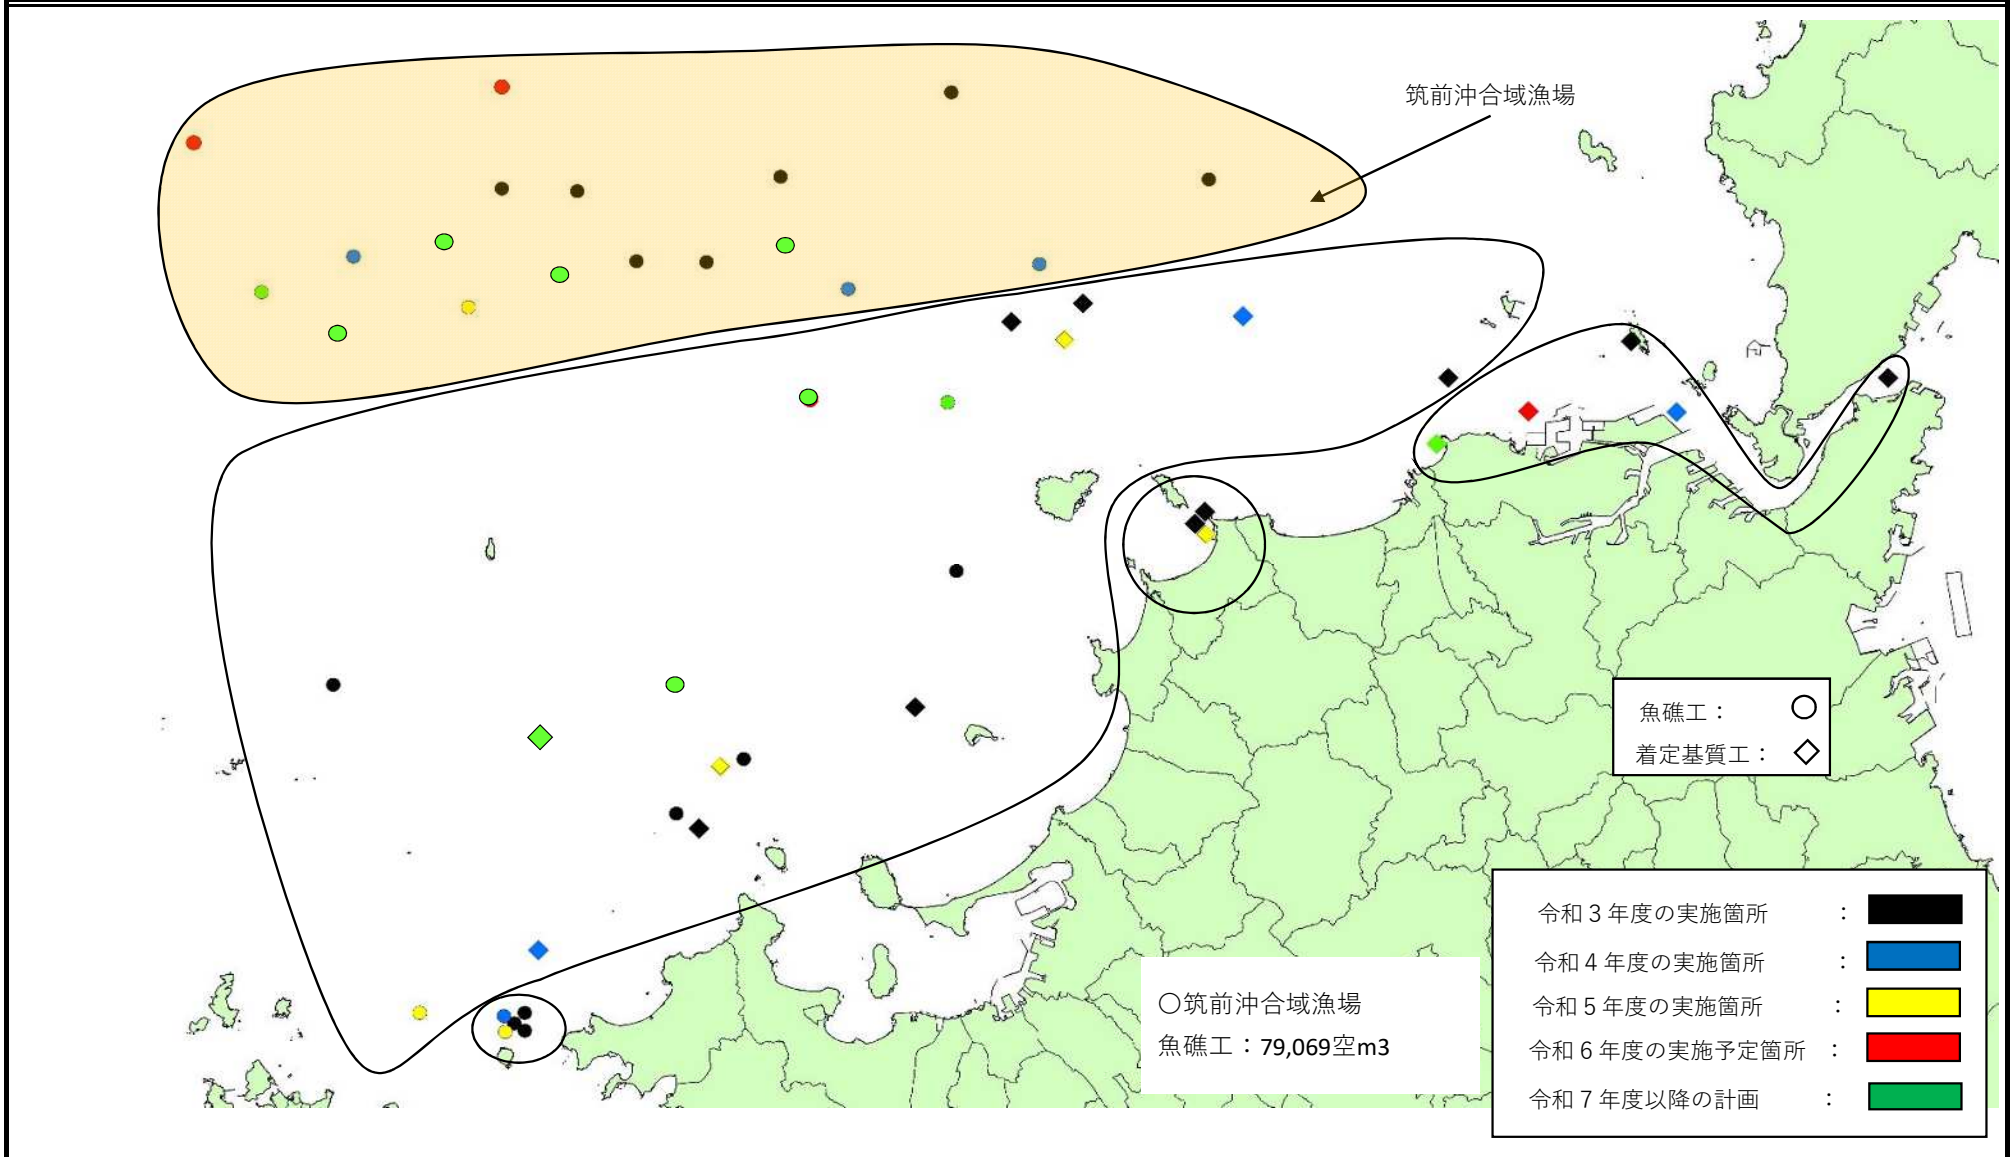 筑前沖合域漁場
魚礁工： ○
着定基質工： ◇
令和３年度の実施箇所 ：
令和４年度の実施箇所 ：
令和５年度の実施箇所 ：
令和６年度の実施予定箇所 ：
令和７年度以降の計画 ：
○筑前沖合域漁場
魚礁工：79,069空m3